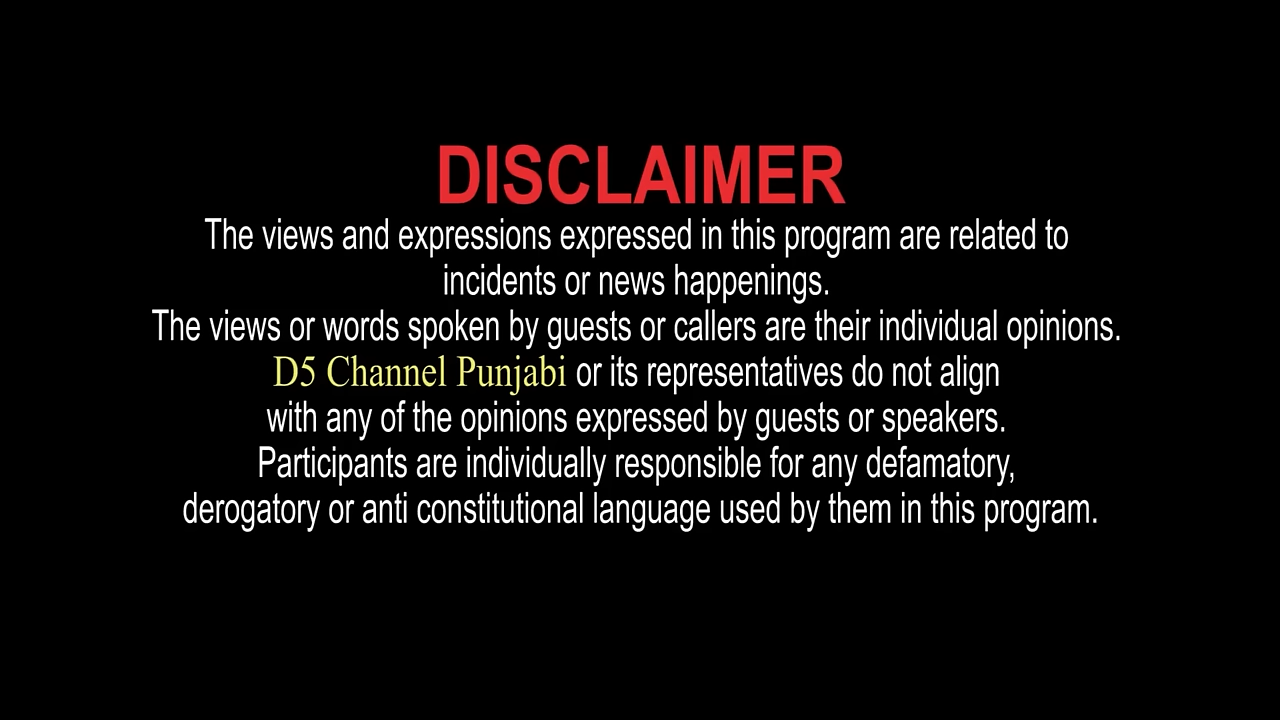 DISCLAIMER
The views and expressions expressed in this program are related to
incidents or news happenings.
The views or words spoken by guests or callers are their individual opinions.
D5 Channel Punjabi or its representatives do not align
with any of the opinions expressed by guests or speakers.
Participants are individually responsible for any defamatory,
derogatory or anti constitutional language used by them in this program.